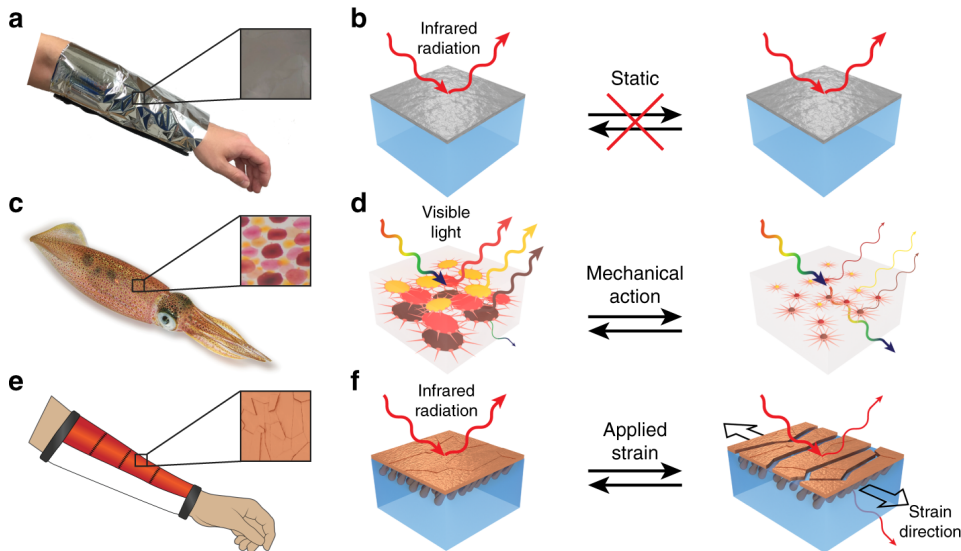 a
b
Infrared
radiation
Static
c
d
Visible
light
Mechanical
action
e
f
Infrared
radiation
Applied
strain
Strain
direction